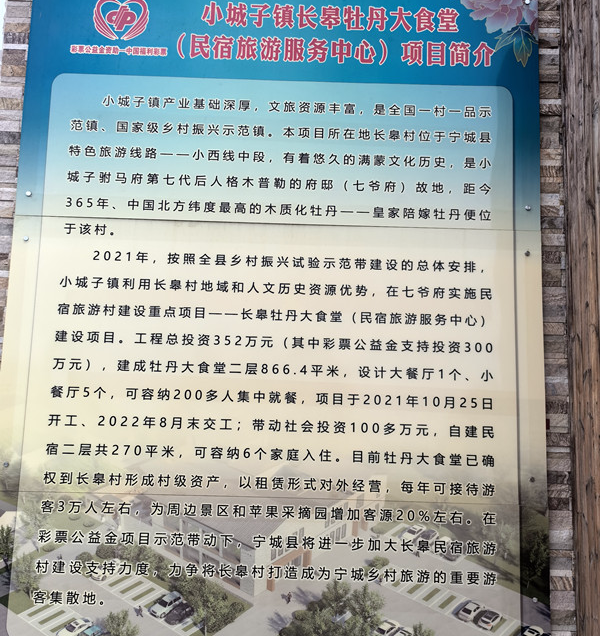 小城子镇长皋牡丹大食堂
（民宿旅游服务中心）项目简介
彩票公益金资助—中国福利彩票
小城子镇产业基础深厚，文旅资源丰富，是全国一村一品示
范镇、国家级乡村振兴示范镇。本项目所在地长皋村位于宁城县
特色旅游线路——小西线中段，有着悠久的满蒙文化历史，是小
城子驸马府第七代后人格木普勒的府邸（七爷府）故地，距今
365年、中国北方纬度最高的木质化牡丹——皇家陪嫁牡丹便位
于该村。
2021年，按照全县乡村振兴试验示范带建设的总体安排，
小城子镇利用长皋村地域和人文历史资源优势，在七爷府实施民
宿旅游村建设重点项目——长皋牡丹大食堂（民宿旅游服务中心）
建设项目。工程总投资352万元（其中彩票公益金支持投资300
万元），建成牡丹大食堂二层866.4平米，设计大餐厅1个、小
餐厅5个，可容纳200多人集中就餐，项目于2021年10月25日
开工、2022年8月末交工；带动社会投资100多万元，自建民
宿二层共270平米，可容纳6个家庭入住。目前牡丹大食堂已确
权到长皋村形成村级资产，以租赁形式对外经营，每年可接待游
客3万人左右，为周边景区和苹果采摘园增加客源20%左右。在
彩票公益金项目示范带动下，宁城县将进一步加大长皋民宿旅游
村建设支持力度，力争将长皋村打造成为宁城乡村旅游的重要游
客集散地。